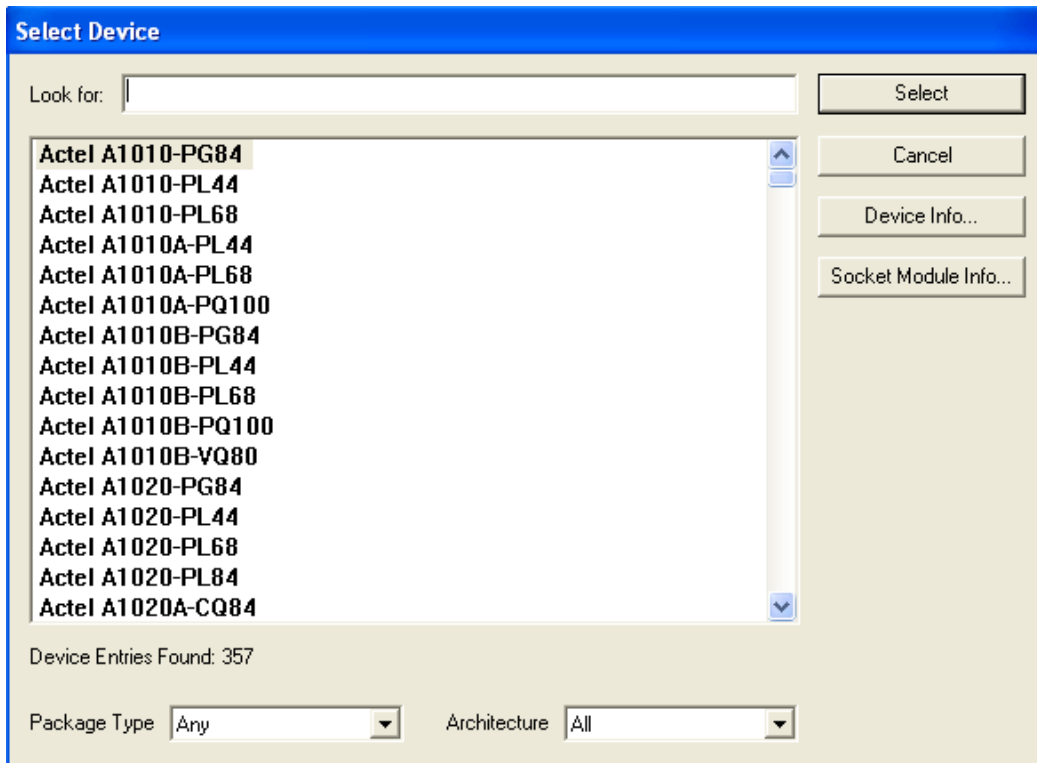 Select Device
Look for:
Select
Actel A1010-PG84
Cancel
Actel A1010-PL44
Actel A1010-PL68
Device Info...
Actel A1010A-PL44
Actel A1010A-PL68
Socket Module Info...
Actel A1010A-PQ100
Actel A1010B-PG84
Actel A1010B-PL44
Actel A1010B-PL68
Actel A1010B-PQ100
Actel A1010B-VQ80
Actel A1020-PG84
Actel A1020-PL44
Actel A1020-PL68
Actel A1020-PL84
Actel A1020A-CQ84
Device Entries Found: 357
Package Type Any Architecture All